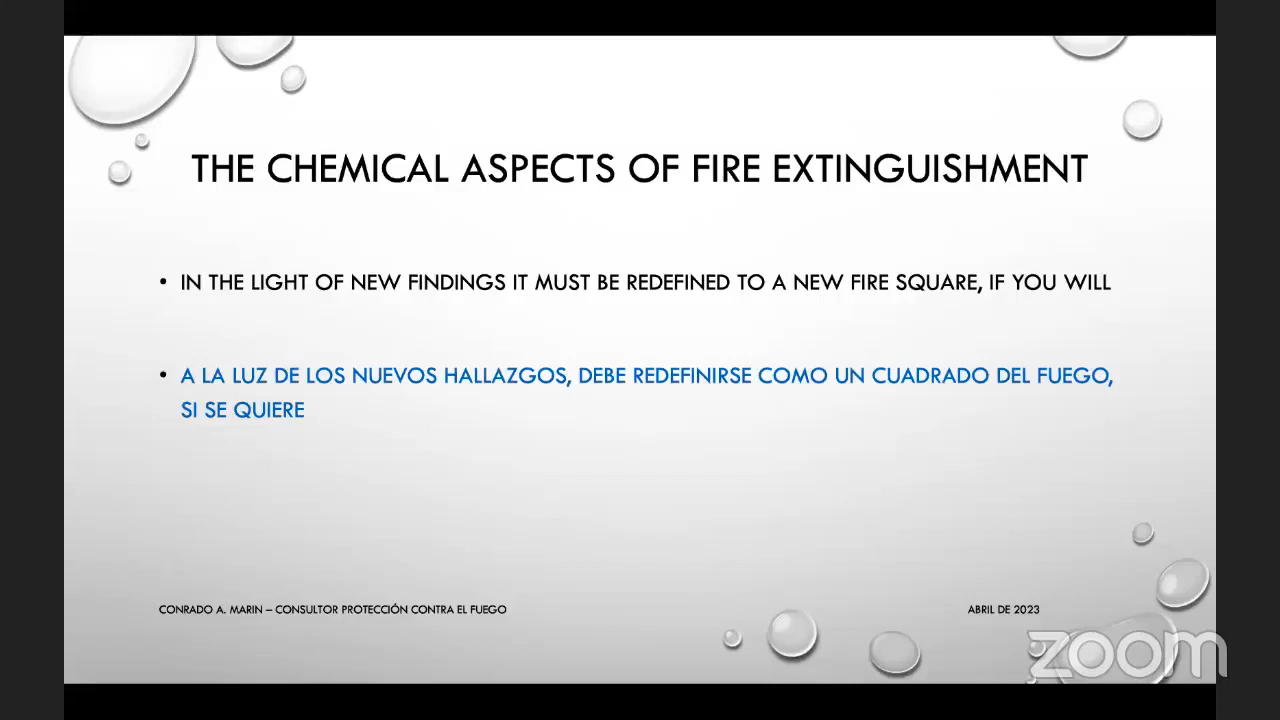 THE CHEMICAL ASPECTS OF FIRE EXTINGUISHMENT
• IN THE LIGHT OF NEW FINDINGS IT MUST BE REDEFINED TO A NEW FIRE SQUARE, IF YOU WILL
• A LA LUZ DE LOS NUEVOS HALLAZGOS, DEBE REDEFINIRSE COMO UN CUADRADO DEL FUEGO,
SI SE QUIERE
CONRADO A. MARIN – CONSULTOR PROTECCIÓN CONTRA EL FUEGO
ABRIL DE 2023
zoom